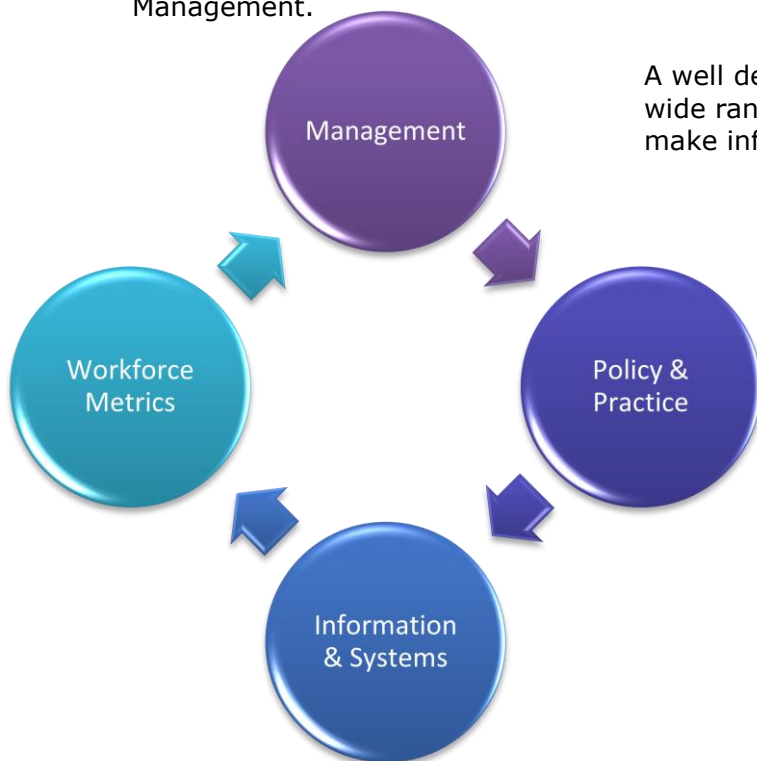 Management.
A well de
wide ran
make inf
Management
Policy &
Practice
Workforce
Metrics
Information
& Systems